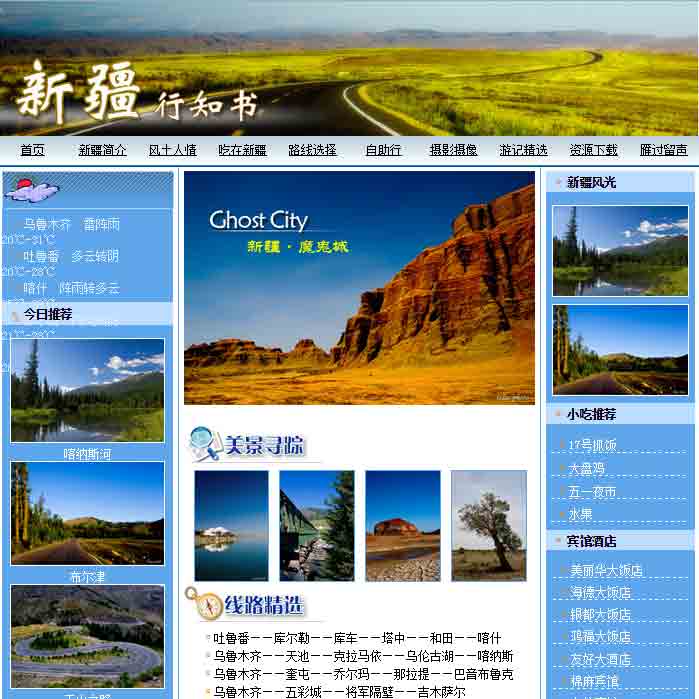 新疆 行知书
首页 新疆简介 风土人情 吃在新疆 路线选择 自助行 摄影摄像 游记精选 资源下载 雁过留声
乌鲁木齐 雷阵雨
20℃-31℃
吐鲁番 多云转阴
20℃-28℃
喀什 阵雨转多云
今日推荐
21℃-28℃
喀纳斯河
布尔津
Ghost City
新疆·魔鬼城
美景寻踪
线路精选
吐鲁番——库尔勒——库车——塔中——和田——喀什
乌鲁木齐——天池——克拉马依——乌伦古湖——喀纳斯
乌鲁木齐——奎屯——乔尔玛——那拉提——巴音布鲁克
乌鲁木齐——五彩城——将军隔壁——吉木萨尔
新疆风光
小吃推荐
17号抓饭
大盘鸡
五一夜市
水果
宾馆酒店
美丽华大饭店
海德大饭店
银都大饭店
鸿福大饭店
友好大酒店
棉麻宾馆